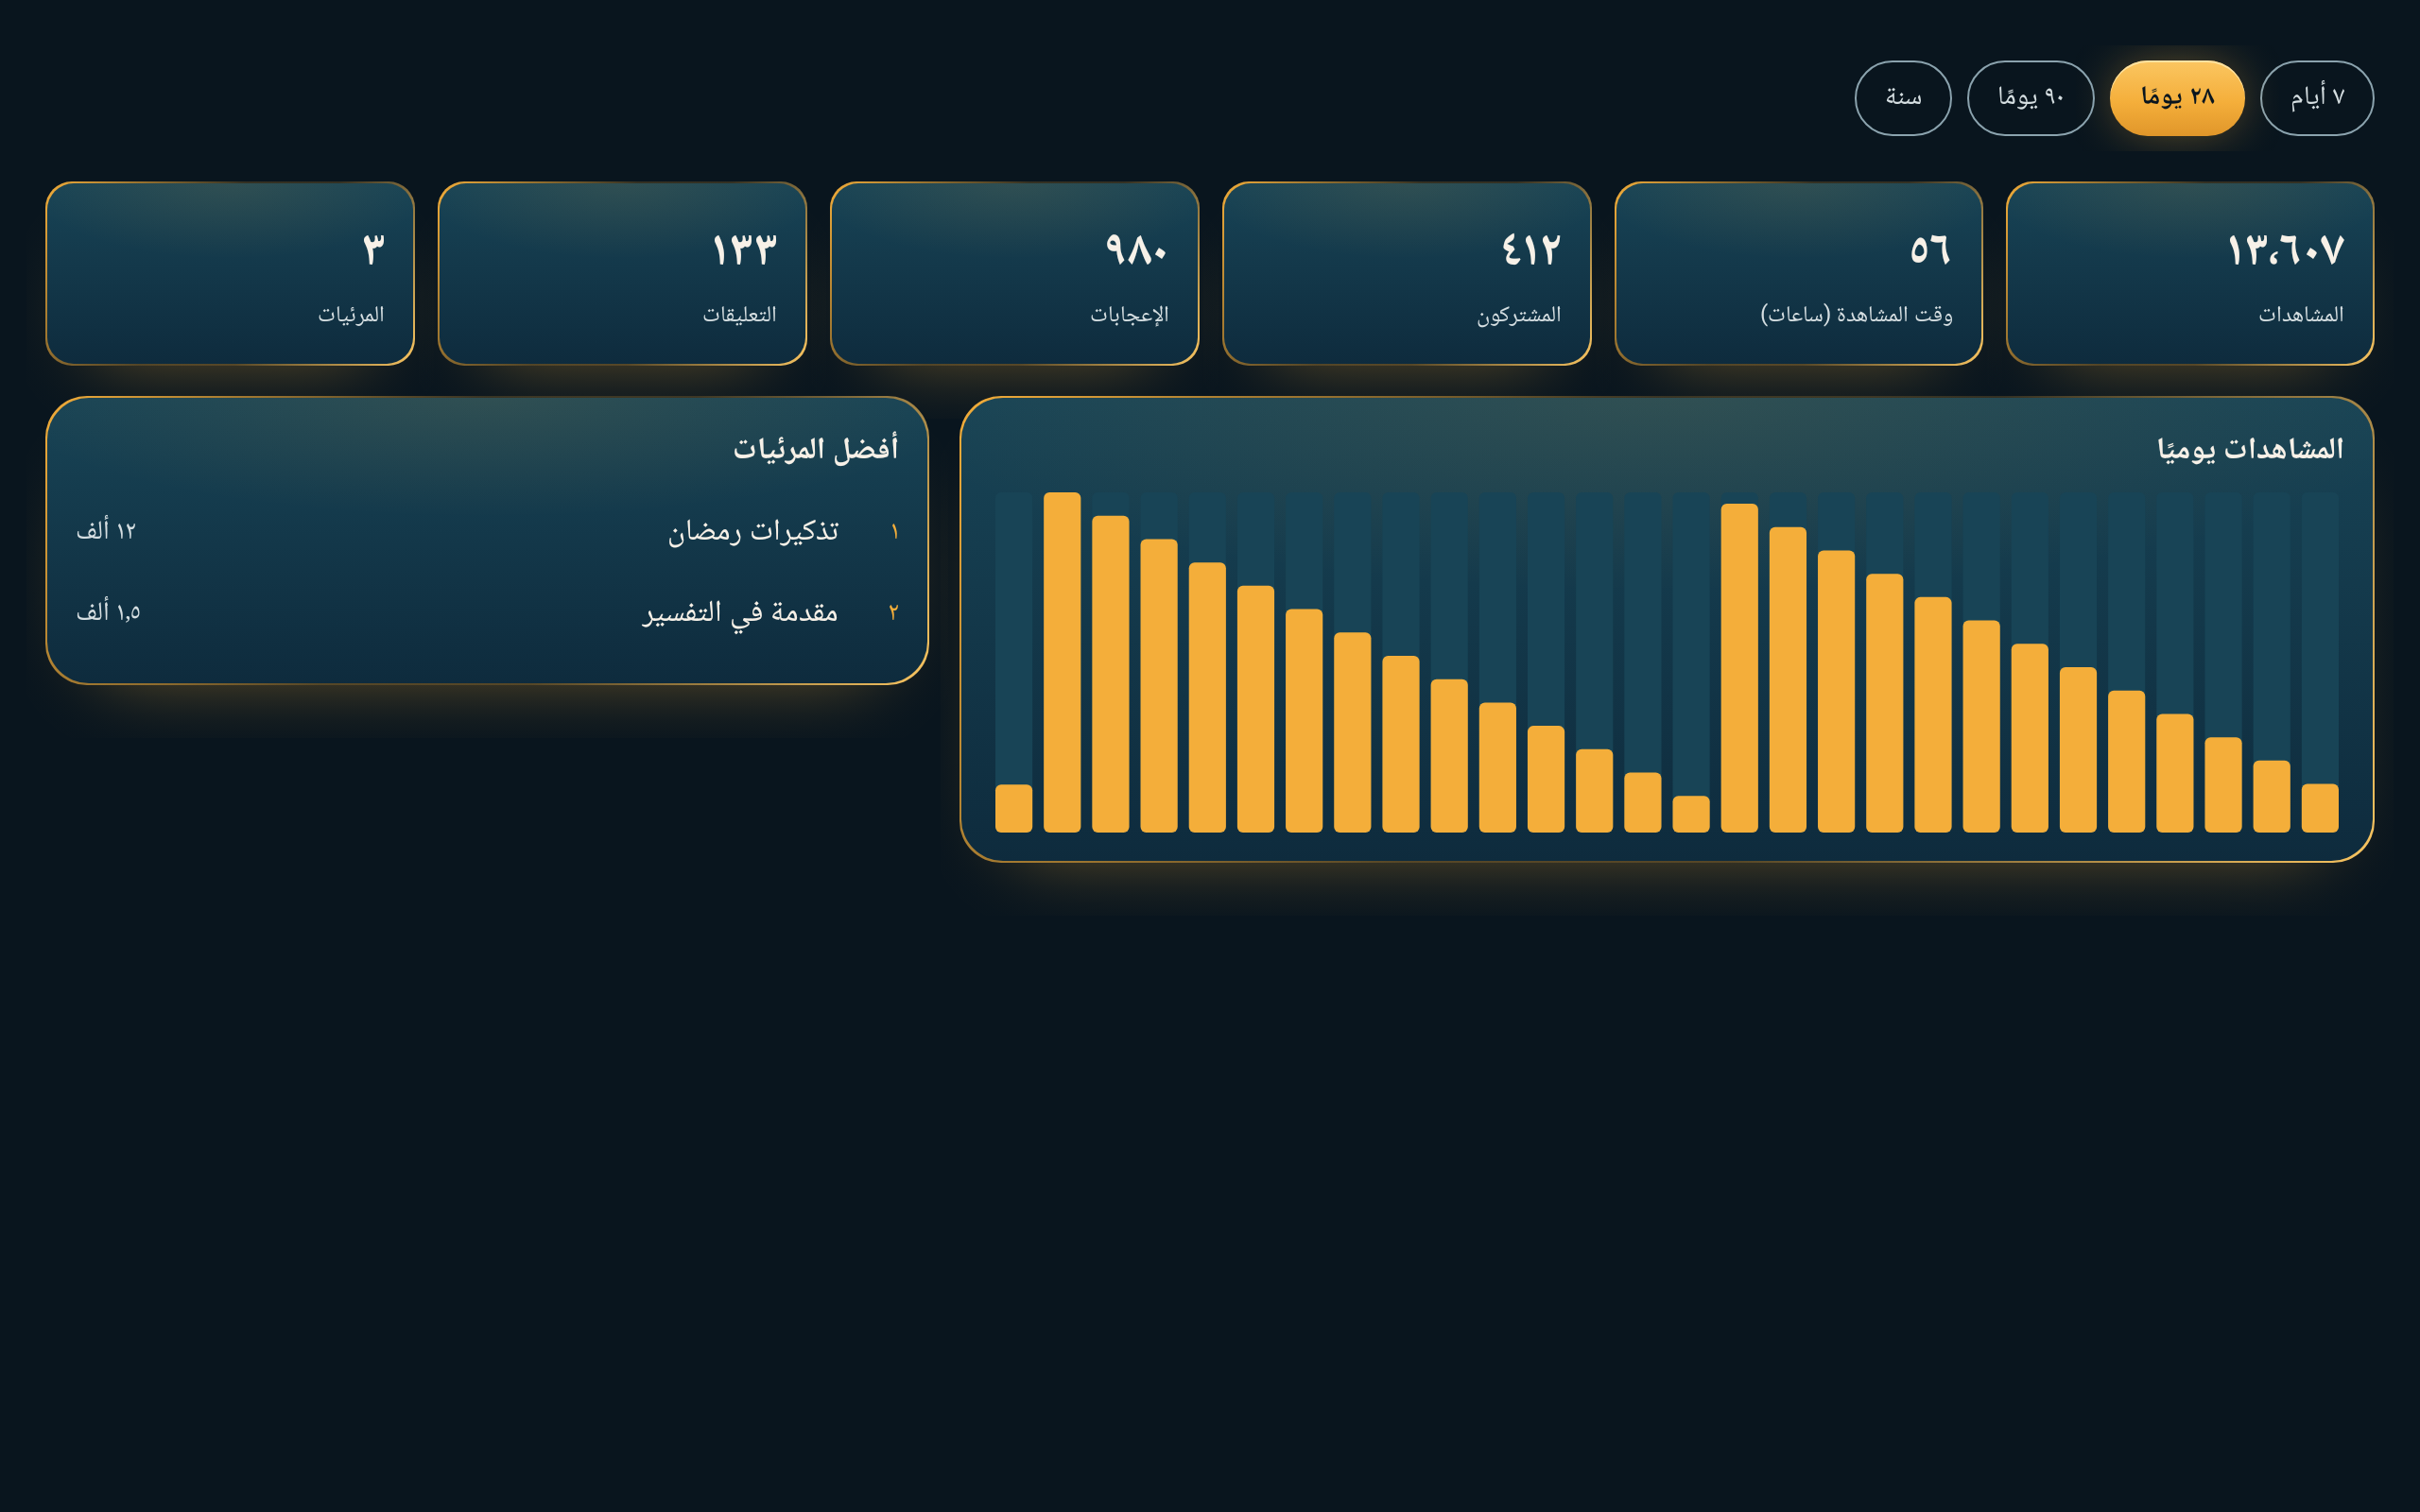 ٧ أيام
٢٨ يومًا
٩٠ يومًا
سنة
١٣٬٦٠٧
المشاهدات
٥٦
وقت المشاهدة (ساعات)
٤١٢
المشتركون
٩٨٠
الإعجابات
١٣٣
التعليقات
٣
المرئيات
المشاهدات يوميًا
أفضل المرئيات
١ تذكيرات رمضان ١٢ ألف
٢ مقدمة في التفسير ١٫٥ ألف